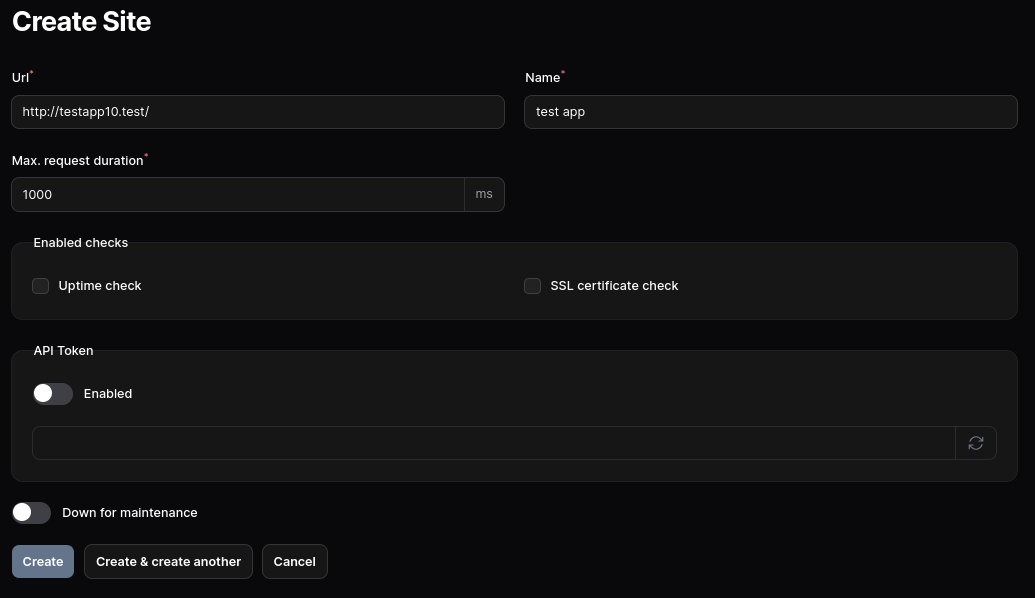 Create Site
Url*
Name*
http://testapp10.test/
test app
Max. request duration*
1000
ms
Enabled checks
Uptime check
SSL certificate check
API Token
Enabled
Down for maintenance
Create
Create & create another
Cancel